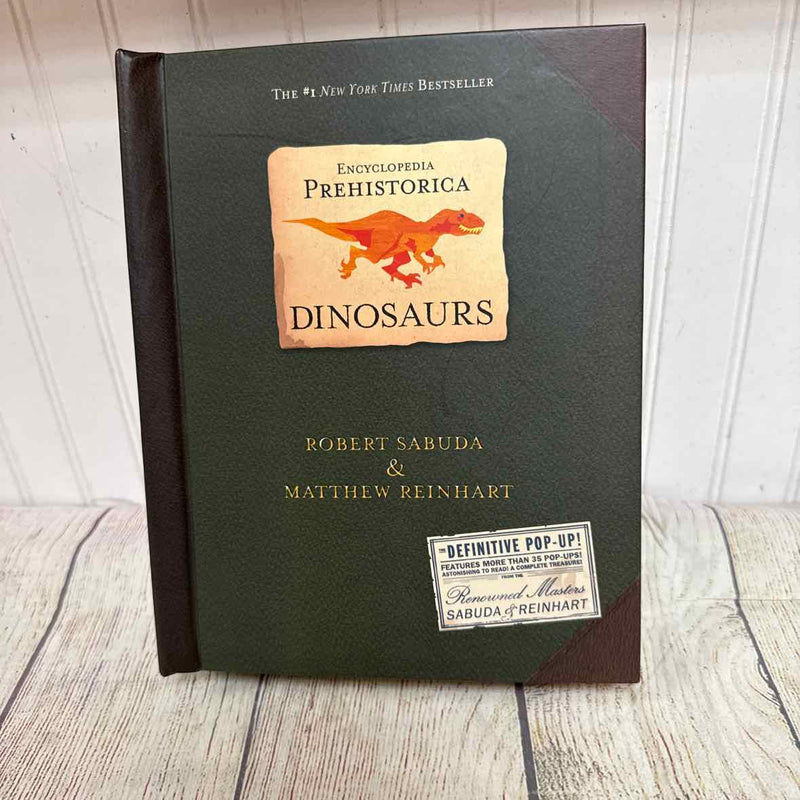 THE #1 NEW YORK TIMES BESTSELLER
ENCYCLOPEDIA
PREHISTORICA
DINOSAURS
ROBERT SABUDA
&
MATTHEW REINHART
THE DEFINITIVE POP-UP!
FEATURES MORE THAN 35 POP-UPS!
ASTONISHING TO READ! A COMPLETE TREASURE!
FROM THE
Renowned Masters
SABUDA & REINHART